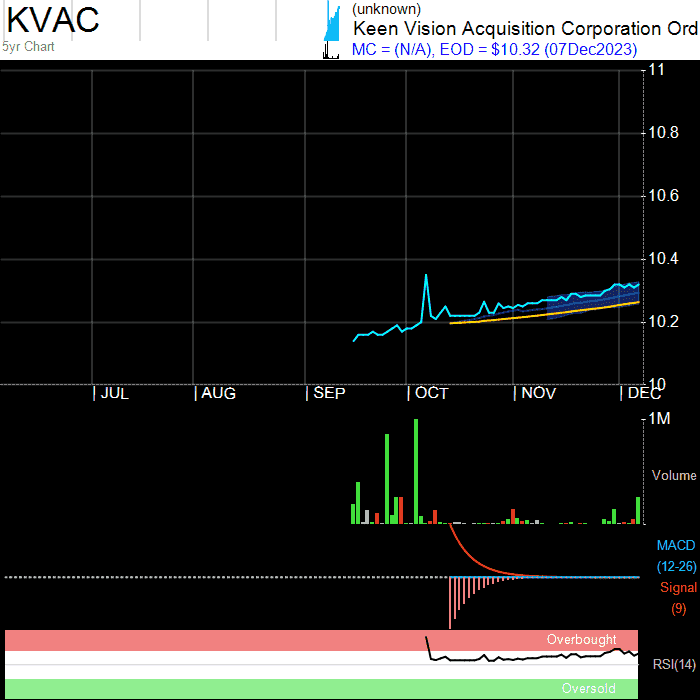 KVAC
5yr Chart
(unknown)
Keen Vision Acquisition Corporation Ord
MC = (N/A), EOD = $10.32 (07Dec2023)
11
10.8
10.6
10.4
10.2
10
JUL
AUG
SEP
OCT
NOV
DEC
1M
Volume
MACD
(12-26)
Signal
(9)
Overbought
RSI(14)
Oversold